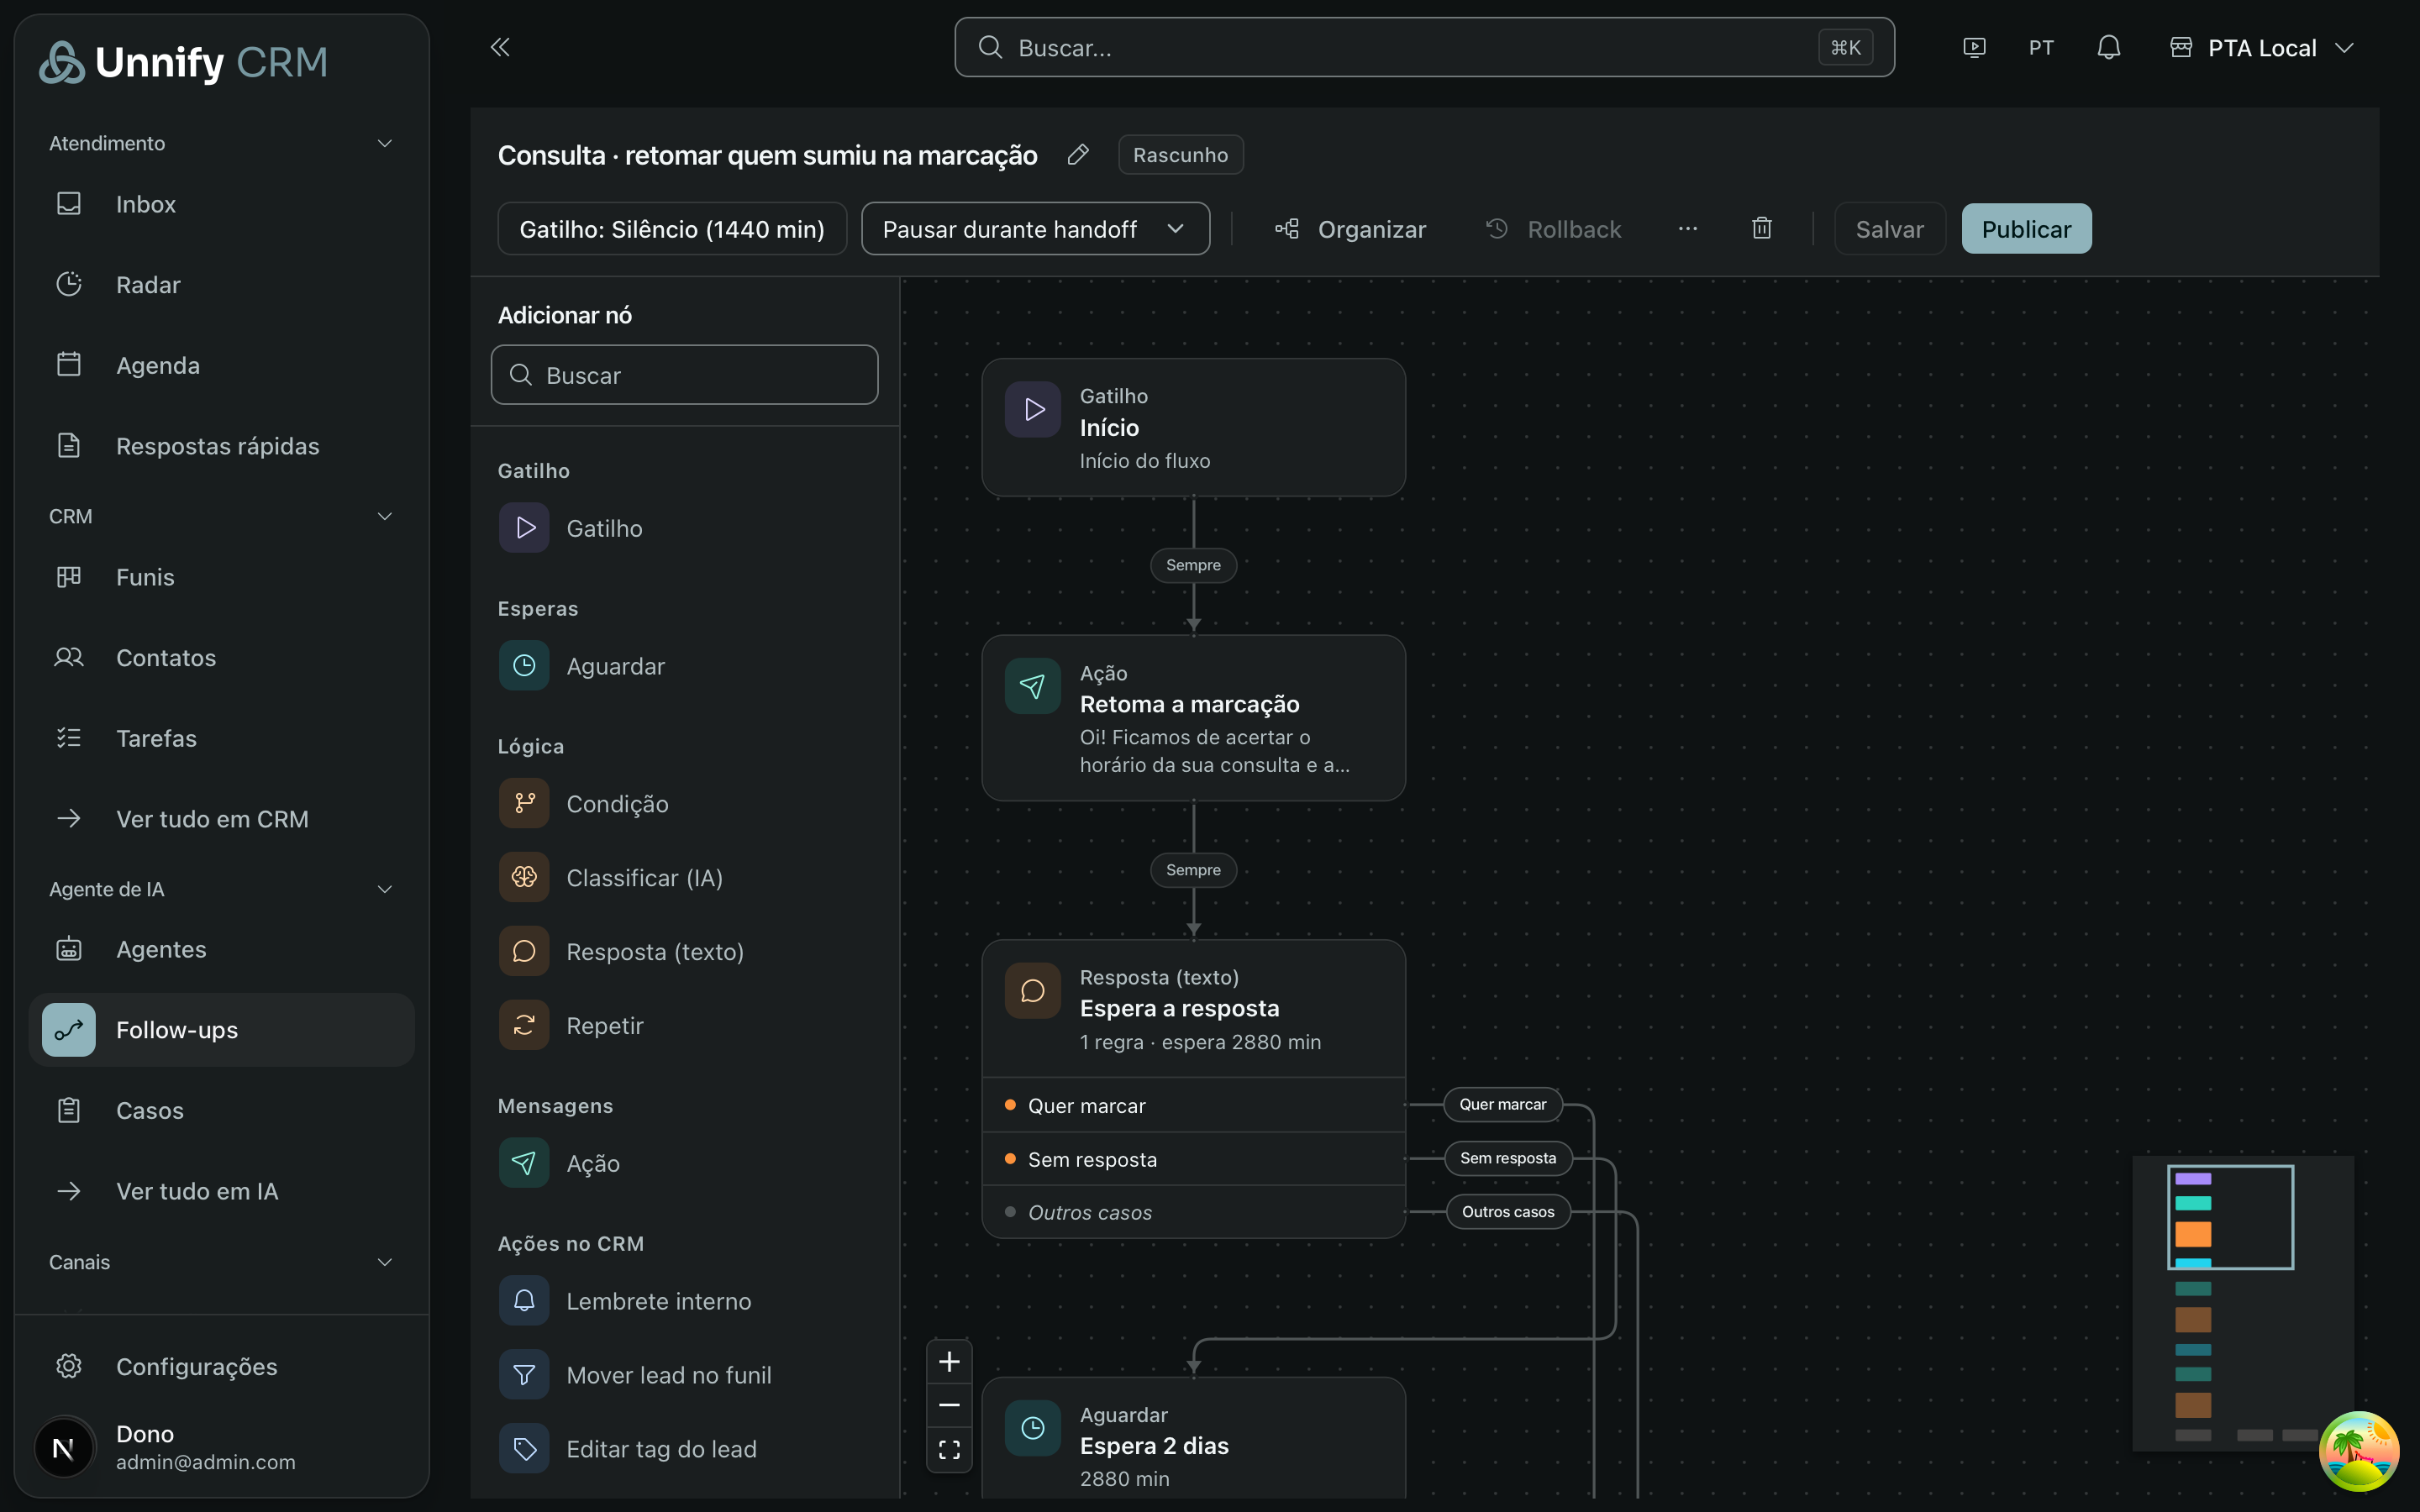 Unnify CRM
Atendimento
Inbox
Radar
Agenda
Respostas rápidas
CRM
Funis
Contatos
Tarefas
Ver tudo em CRM
Agente de IA
Agentes
Follow-ups
Casos
Ver tudo em IA
Canais
Configurações
N
Dono
admin@admin.com
Buscar...
⌘K
PT
PTA Local
Consulta · retomar quem sumiu na marcação
Rascunho
Gatilho: Silêncio (1440 min)
Pausar durante handoff
Organizar
Rollback
Salvar
Publicar
Adicionar nó
Buscar
Gatilho
Gatilho
Esperas
Aguardar
Lógica
Condição
Classificar (IA)
Resposta (texto)
Repetir
Mensagens
Ação
Ações no CRM
Lembrete interno
Mover lead no funil
Editar tag do lead
Gatilho
Início
Início do fluxo
Sempre
Ação
Retoma a marcação
Oi! Ficamos de acertar o
horário da sua consulta e a...
Sempre
Resposta (texto)
Espera a resposta
1 regra · espera 2880 min
Quer marcar
Quer marcar
Sem resposta
Sem resposta
Outros casos
Outros casos
Aguardar
Espera 2 dias
2880 min